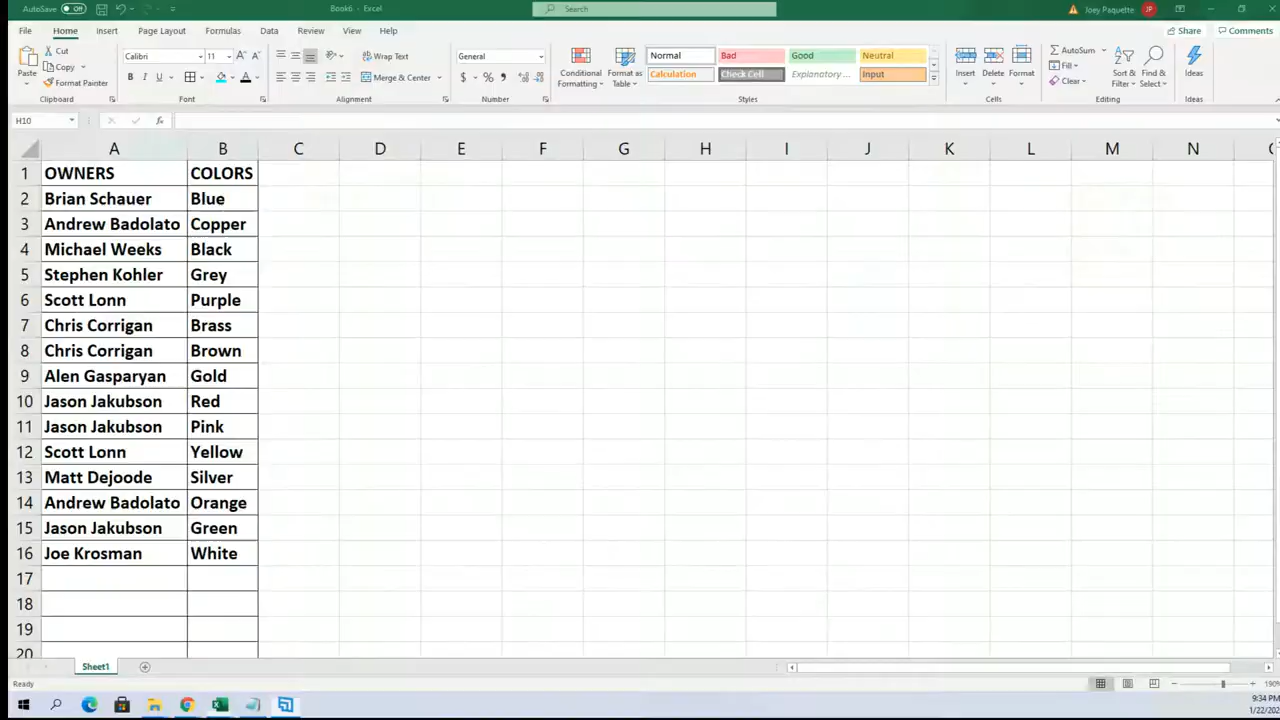 AutoSave Off Book6 - Excel Search Joey Paquette JP
File Home Insert Page Layout Formulas Data Review View Help Share Comments
Paste Cut Copy Format Painter Clipboard
Calibri 11 B I U A Font
Wrap Text Merge & Center Alignment
General $ % Number
Conditional Formatting Format as Table
Normal Bad Good Neutral
Calculation Check Cell Explanatory ... Input
Styles
Insert Delete Format Cells
AutoSum Fill Clear Sort & Filter Find & Select Editing
Ideas Ideas
H10 fx
A B C D E F G H I J K L M N
1 OWNERS COLORS
2 Brian Schauer Blue
3 Andrew Badolato Copper
4 Michael Weeks Black
5 Stephen Kohler Grey
6 Scott Lonn Purple
7 Chris Corrigan Brass
8 Chris Corrigan Brown
9 Alen Gasparyan Gold
10 Jason Jakubson Red
11 Jason Jakubson Pink
12 Scott Lonn Yellow
13 Matt Dejoode Silver
14 Andrew Badolato Orange
15 Jason Jakubson Green
16 Joe Krosman White
17
18
19
20
Sheet1
Ready 190%
9:34 PM
1/22/202